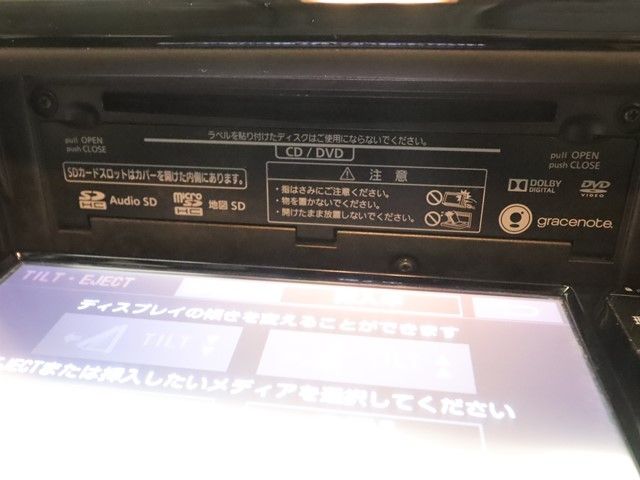 ラベルを貼り付けたディスクはご使用にならないでください。
pull OPEN
push CLOSE
CD / DVD
pull OPEN
push CLOSE
SDカードスロットはカバーを開けた内側にあります。
注意
・指はさみにご注意ください。
・物を置かないでください。
・開けたまま放置しないでください。
SD HC Audio SD
micro SD HC 地図 SD
DOLBY DIGITAL
DVD VIDEO
gracenote.
TILT・EJECT
ディスプレイの傾きを変えることができます
TILT
EJECTまたは挿入したいメディアを選択してください